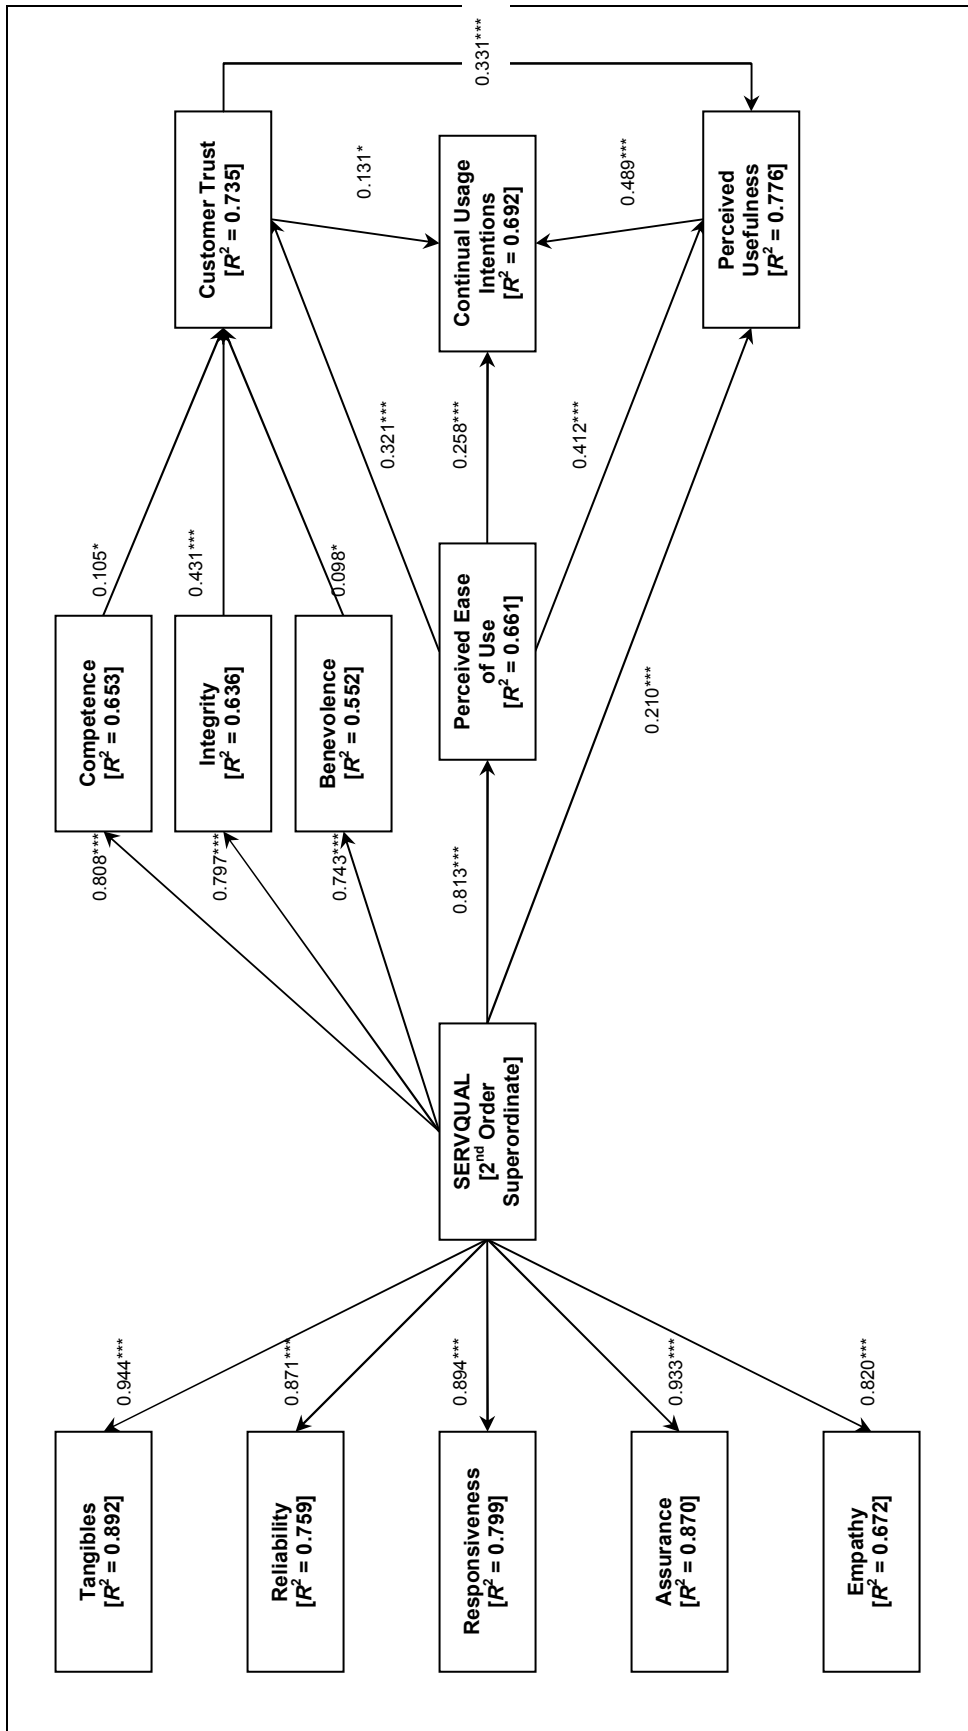 Tangibles
[R² = 0.892]
Reliability
[R² = 0.759]
Responsiveness
[R² = 0.799]
Assurance
[R² = 0.870]
Empathy
[R² = 0.672]
0.944***
0.871***
0.894***
0.933***
0.820***
SERVQUAL
[2nd Order
Superordinate]
0.808***
0.797***
0.743***
0.813***
0.210***
Competence
[R² = 0.653]
Integrity
[R² = 0.636]
Benevolence
[R² = 0.552]
Perceived Ease
of Use
[R² = 0.661]
0.105*
0.431***
0.098*
0.321***
0.258***
0.412***
Customer Trust
[R² = 0.735]
Continual Usage
Intentions
[R² = 0.692]
Perceived
Usefulness
[R² = 0.776]
0.131*
0.489***
0.331***